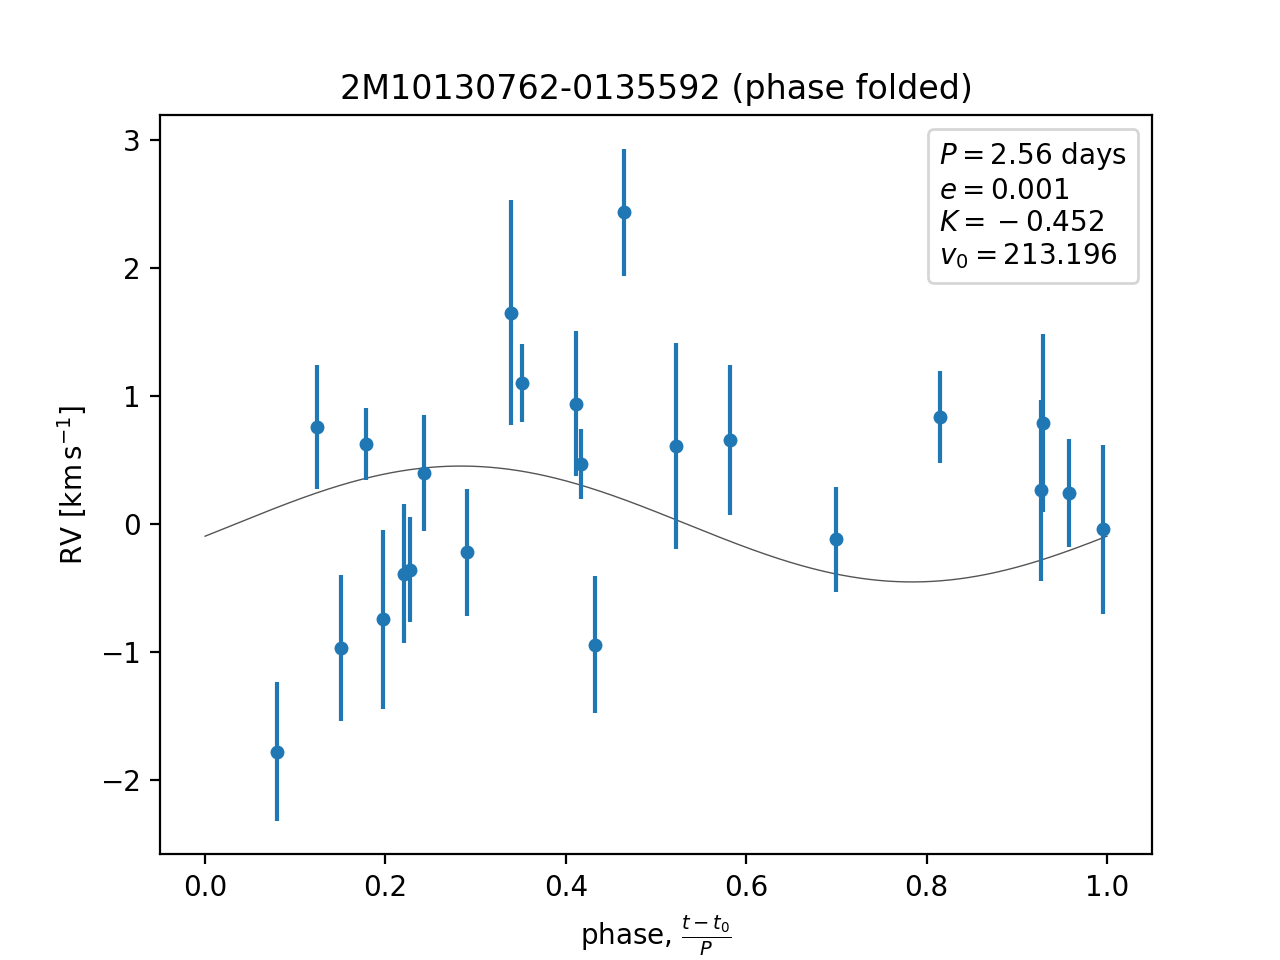 2M10130762-0135592 (phase folded)
P = 2.56 days
e = 0.001
K = −0.452
v₀ = 213.196
3
2
1
0
−1
−2
RV [km s⁻¹]
0.0 0.2 0.4 0.6 0.8 1.0
phase, (t − t₀)/P